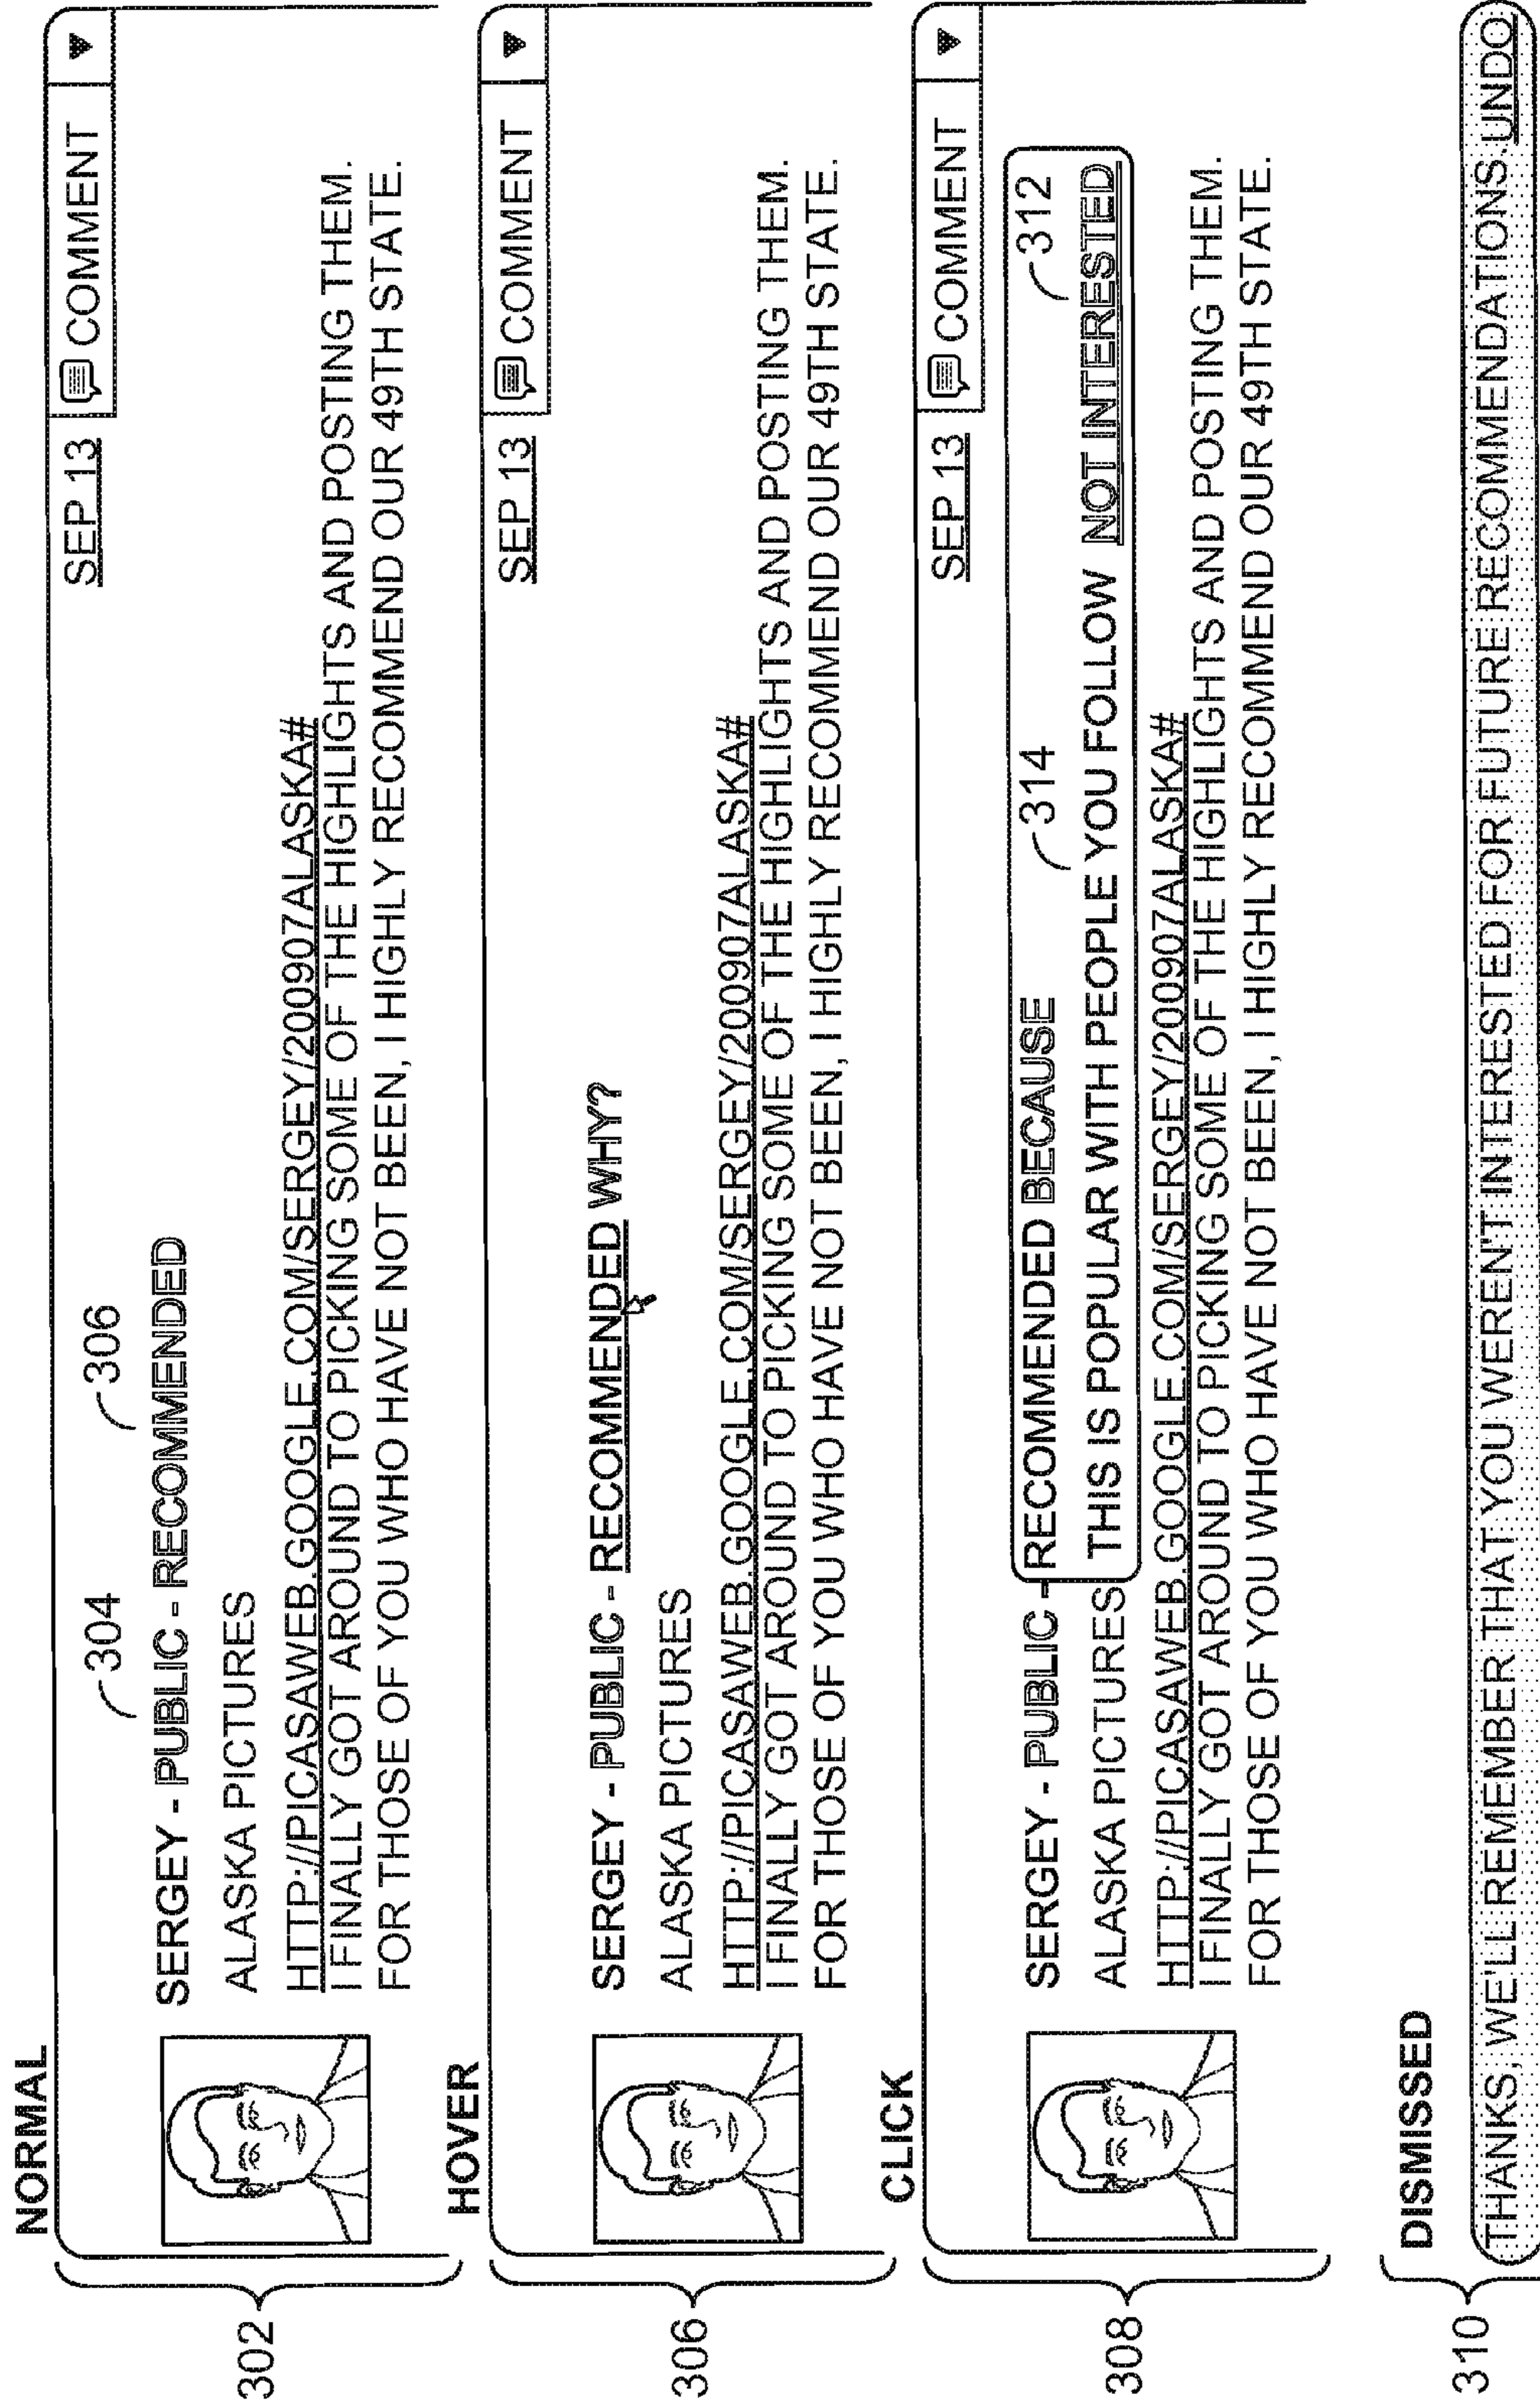 NORMAL
302
SEP 13
COMMENT
304
306
SERGEY - PUBLIC - RECOMMENDED
ALASKA PICTURES
HTTP://PICASAWEB.GOOGLE.COM/SERGEY/200907ALASKA#
I FINALLY GOT AROUND TO PICKING SOME OF THE HIGHLIGHTS AND POSTING THEM.
FOR THOSE OF YOU WHO HAVE NOT BEEN, I HIGHLY RECOMMEND OUR 49TH STATE.
HOVER
306
SEP 13
COMMENT
SERGEY - PUBLIC - RECOMMENDED WHY?
ALASKA PICTURES
HTTP://PICASAWEB.GOOGLE.COM/SERGEY/200907ALASKA#
I FINALLY GOT AROUND TO PICKING SOME OF THE HIGHLIGHTS AND POSTING THEM.
FOR THOSE OF YOU WHO HAVE NOT BEEN, I HIGHLY RECOMMEND OUR 49TH STATE.
CLICK
308
SEP 13
COMMENT
SERGEY - PUBLIC - RECOMMENDED BECAUSE
314
312
ALASKA PICTURES
THIS IS POPULAR WITH PEOPLE YOU FOLLOW NOT INTERESTED
HTTP://PICASAWEB.GOOGLE.COM/SERGEY/200907ALASKA#
I FINALLY GOT AROUND TO PICKING SOME OF THE HIGHLIGHTS AND POSTING THEM.
FOR THOSE OF YOU WHO HAVE NOT BEEN, I HIGHLY RECOMMEND OUR 49TH STATE.
DISMISSED
310
THANKS, WE'LL REMEMBER THAT YOU WEREN'T INTERESTED FOR FUTURE RECOMMENDATIONS. UNDO